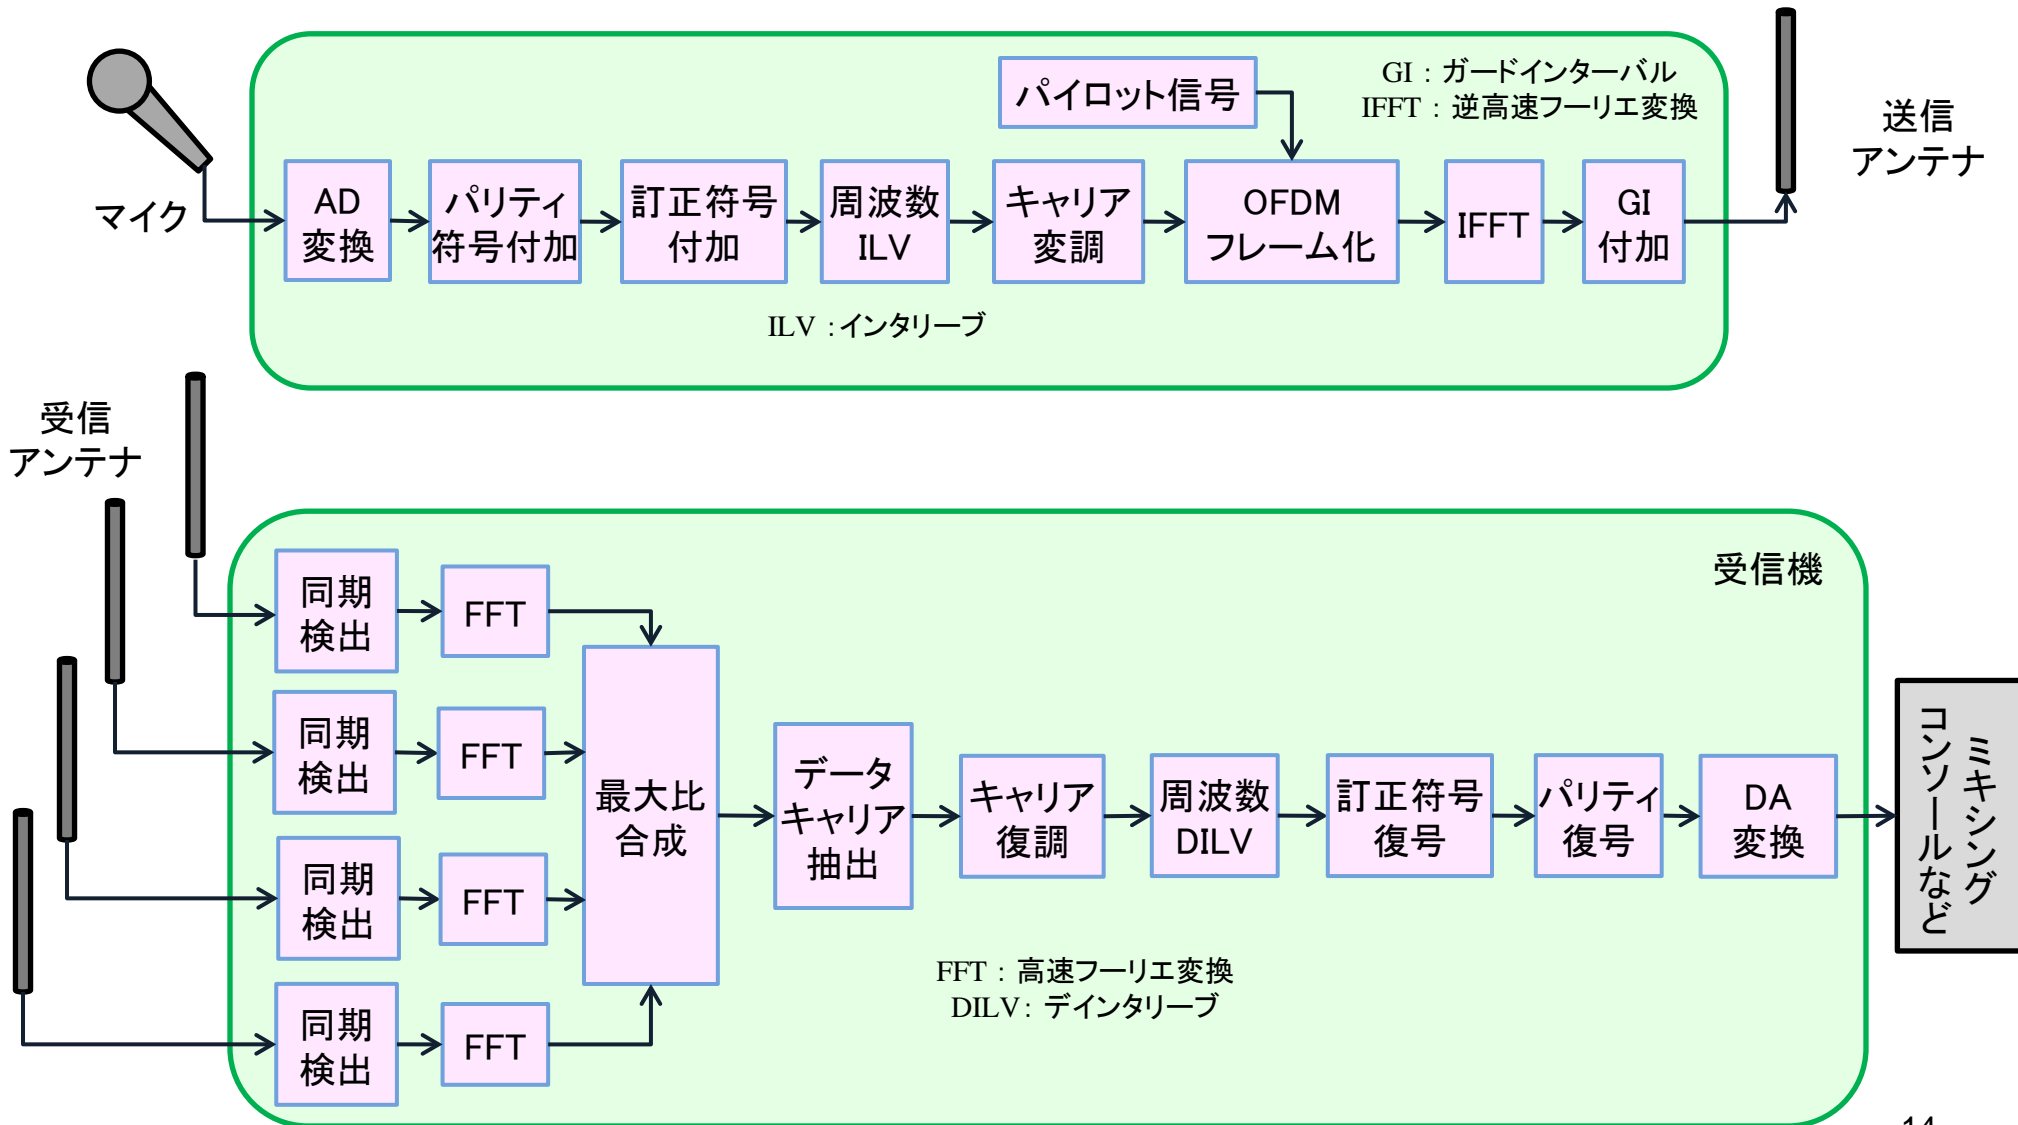 GI : ガードインターバル
IFFT : 逆高速フーリエ変換
パイロット信号
送信
アンテナ
マイク
AD
変換
パリティ
符号付加
訂正符号
付加
周波数
ILV
キャリア
変調
OFDM
フレーム化
IFFT
GI
付加
ILV :インタリーブ
受信
アンテナ
受信機
同期
検出
FFT
同期
検出
FFT
同期
検出
FFT
同期
検出
FFT
最大比
合成
データ
キャリア
抽出
キャリア
復調
周波数
DILV
訂正符号
復号
パリティ
復号
DA
変換
ミキシング
コンソールなど
FFT : 高速フーリエ変換
DILV: デインタリーブ
14